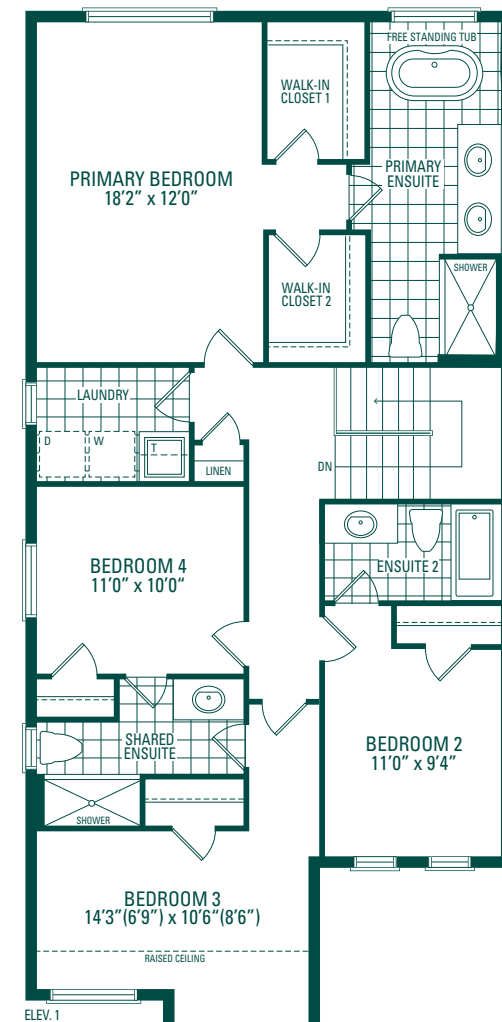 FREE STANDING TUB
WALK-IN
CLOSET 1
PRIMARY BEDROOM
18'2" x 12'0"
PRIMARY
ENSUITE
WALK-IN
CLOSET 2
SHOWER
LAUNDRY
D
W
T
LINEN
DN
BEDROOM 4
11'0" x 10'0"
ENSUITE 2
SHARED
ENSUITE
BEDROOM 2
11'0" x 9'4"
SHOWER
BEDROOM 3
14'3"(6'9") x 10'6"(8'6")
RAISED CEILING
ELEV. 1